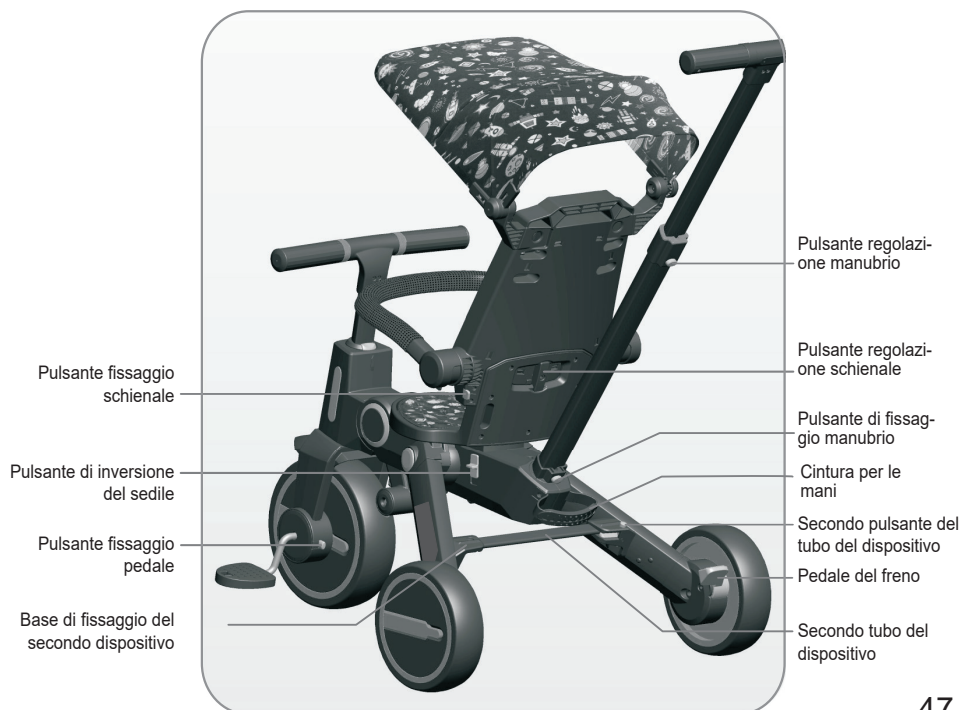 Pulsante regolazi-
one manubrio
Pulsante regolazi-
one schienale
Pulsante fissaggio
schienale
Pulsante di fissag-
gio manubrio
Pulsante di inversione
del sedile
Cintura per le
mani
Secondo pulsante del
tubo del dispositivo
Pulsante fissaggio
pedale
Pedale del freno
Base di fissaggio del
secondo dispositivo
Secondo tubo del
dispositivo
47